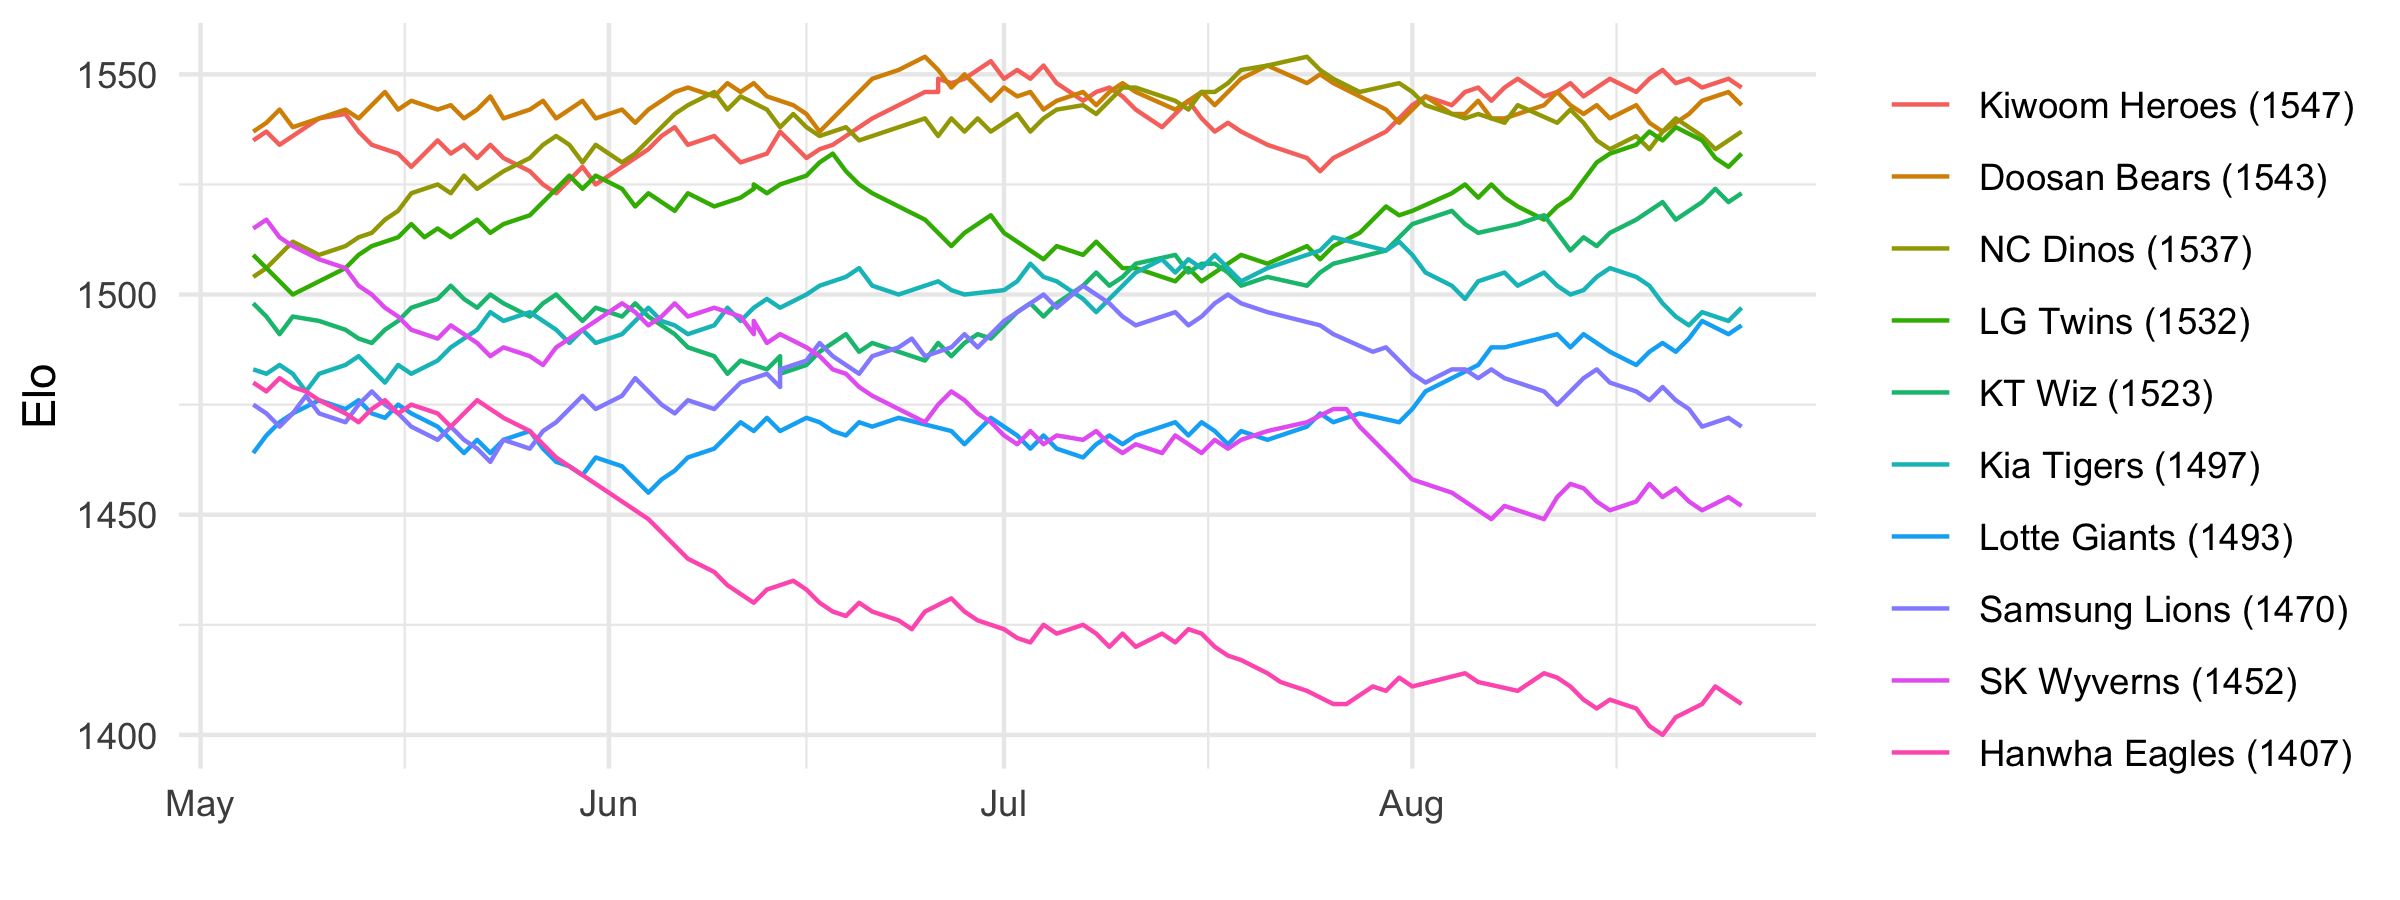 Elo
1550
1500
1450
1400
May
Jun
Jul
Aug
Kiwoom Heroes (1547)
Doosan Bears (1543)
NC Dinos (1537)
LG Twins (1532)
KT Wiz (1523)
Kia Tigers (1497)
Lotte Giants (1493)
Samsung Lions (1470)
SK Wyverns (1452)
Hanwha Eagles (1407)